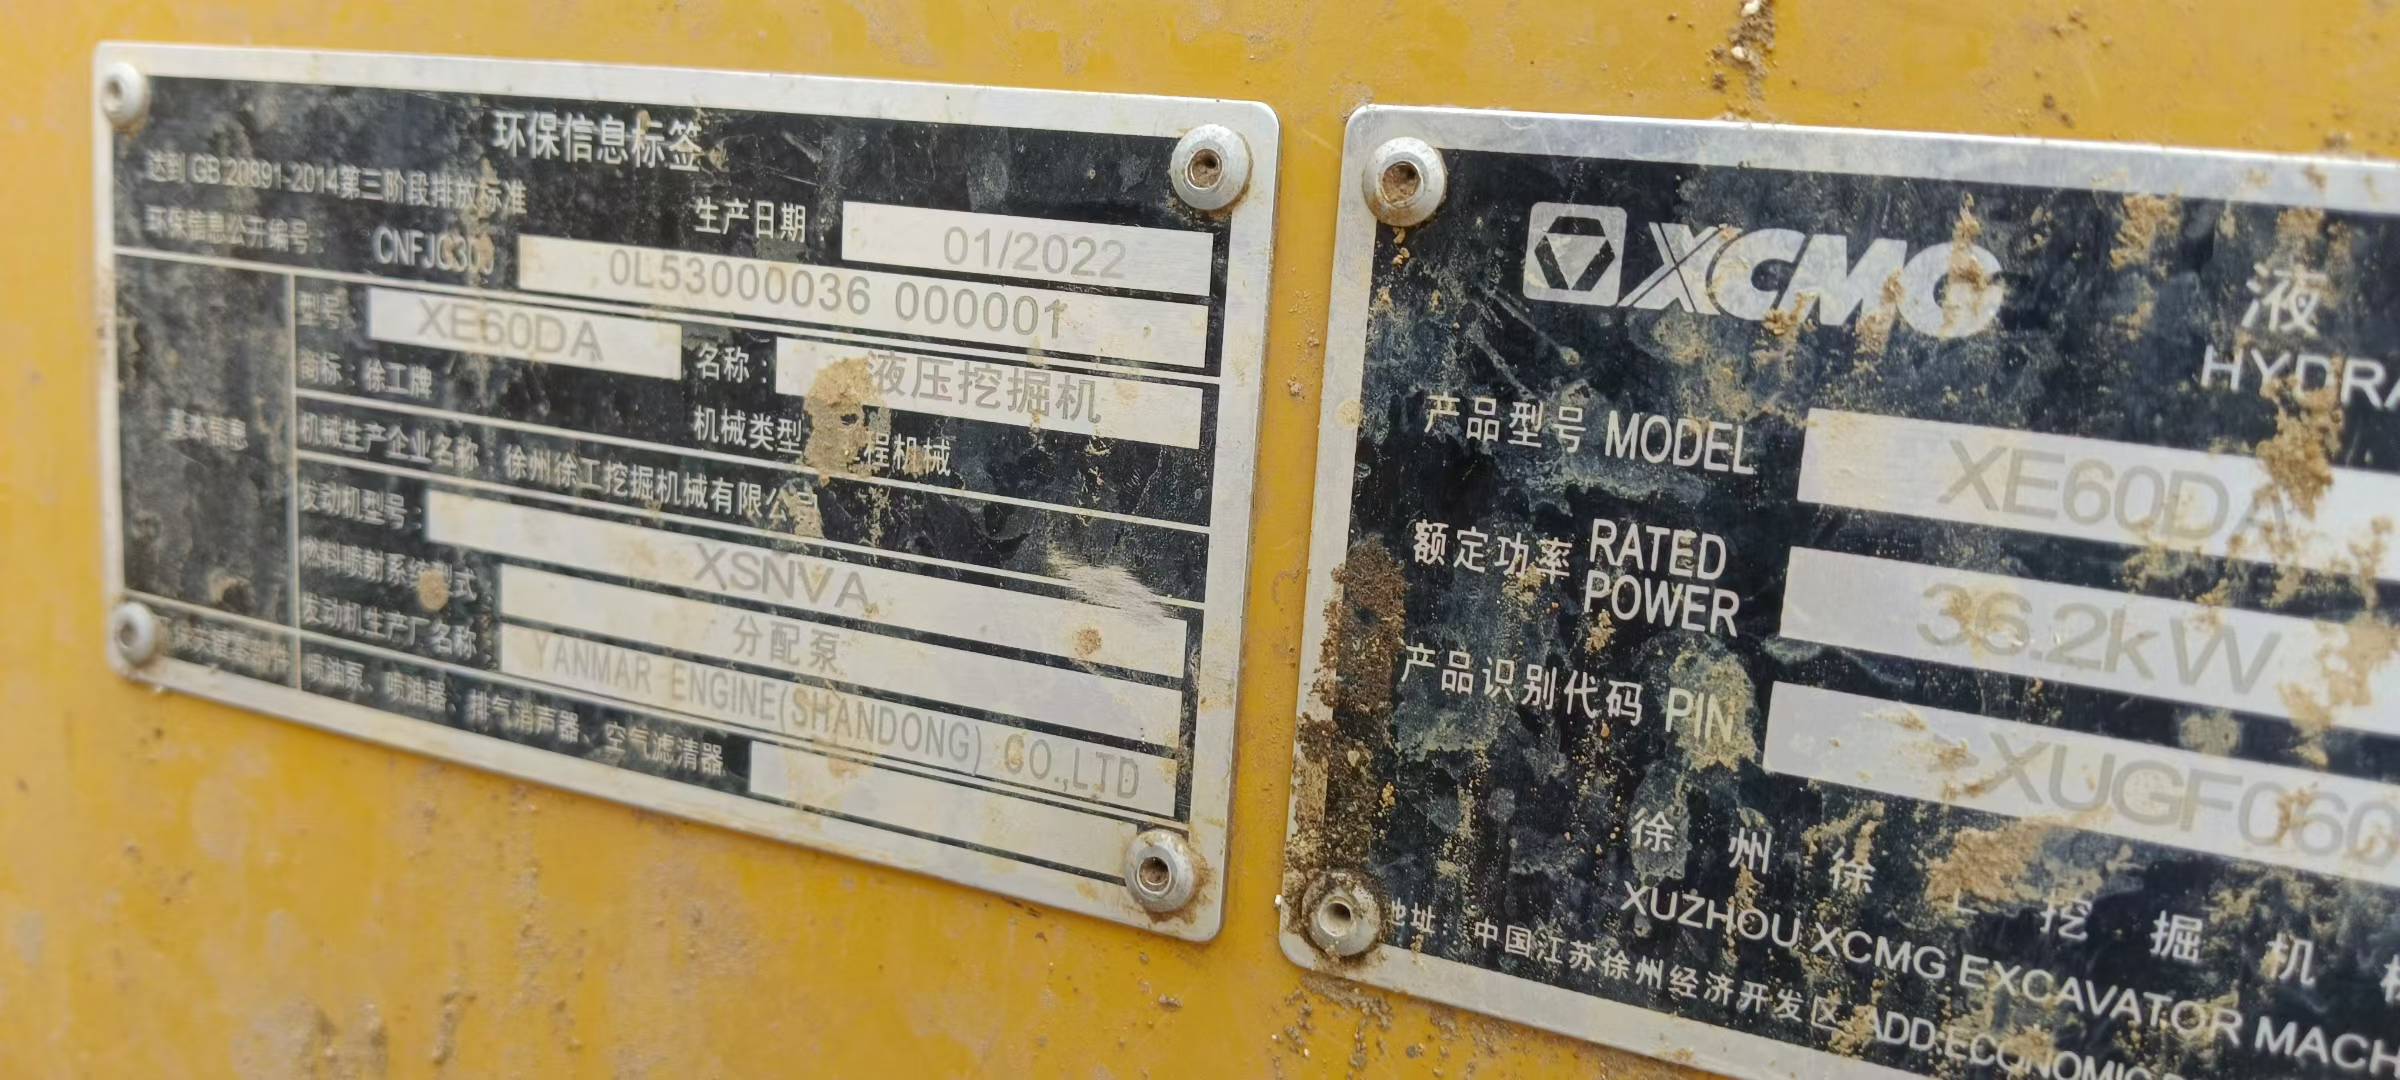 环保信息标签
达到 GB 20891-2014第三阶段排放标准
生产日期: 01/2022
环保信息公开编号: CNFJG300 0L53000036 000001
基本信息
型号: XE60DA
名称: 液压挖掘机
商标: 徐工牌
机械类型 程机械
机械生产企业名称: 徐州徐工挖掘机械有限公司
发动机型号: XSNVA
燃料喷射系统型式: 分配泵
发动机生产厂名称: YANMAR ENGINE(SHANDONG) CO.,LTD
喷油泵、喷油器、排气消声器、空气滤清器
XCMG
液
HYDRA
产品型号 MODEL XE60DA
额定功率 RATED POWER 36.2kW
产品识别代码 PIN XUGF060
徐州徐工挖掘机
XUZHOU XCMG EXCAVATOR MACH
地址: 中国江苏徐州经济开发区 ADD:ECONOMIC